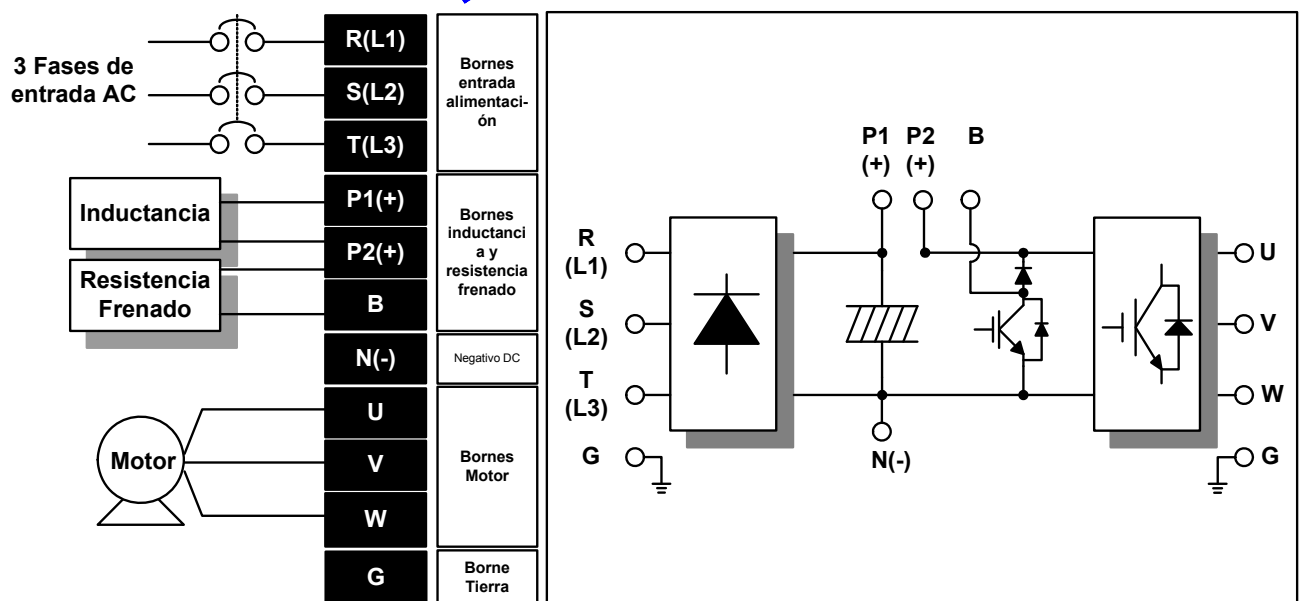 3 Fases de
entrada AC
R(L1)
S(L2)
T(L3)
Bornes
entrada
alimentaci-
ón
Inductancia
Resistencia
Frenado
P1(+)
P2(+)
B
Bornes
inductanci
a y
resistencia
frenado
N(-)
Negativo DC
Motor
U
V
W
Bornes
Motor
G
Borne
Tierra
P1
(+)
P2
(+)
B
R
(L1)
S
(L2)
T
(L3)
G
N(-)
U
V
W
G